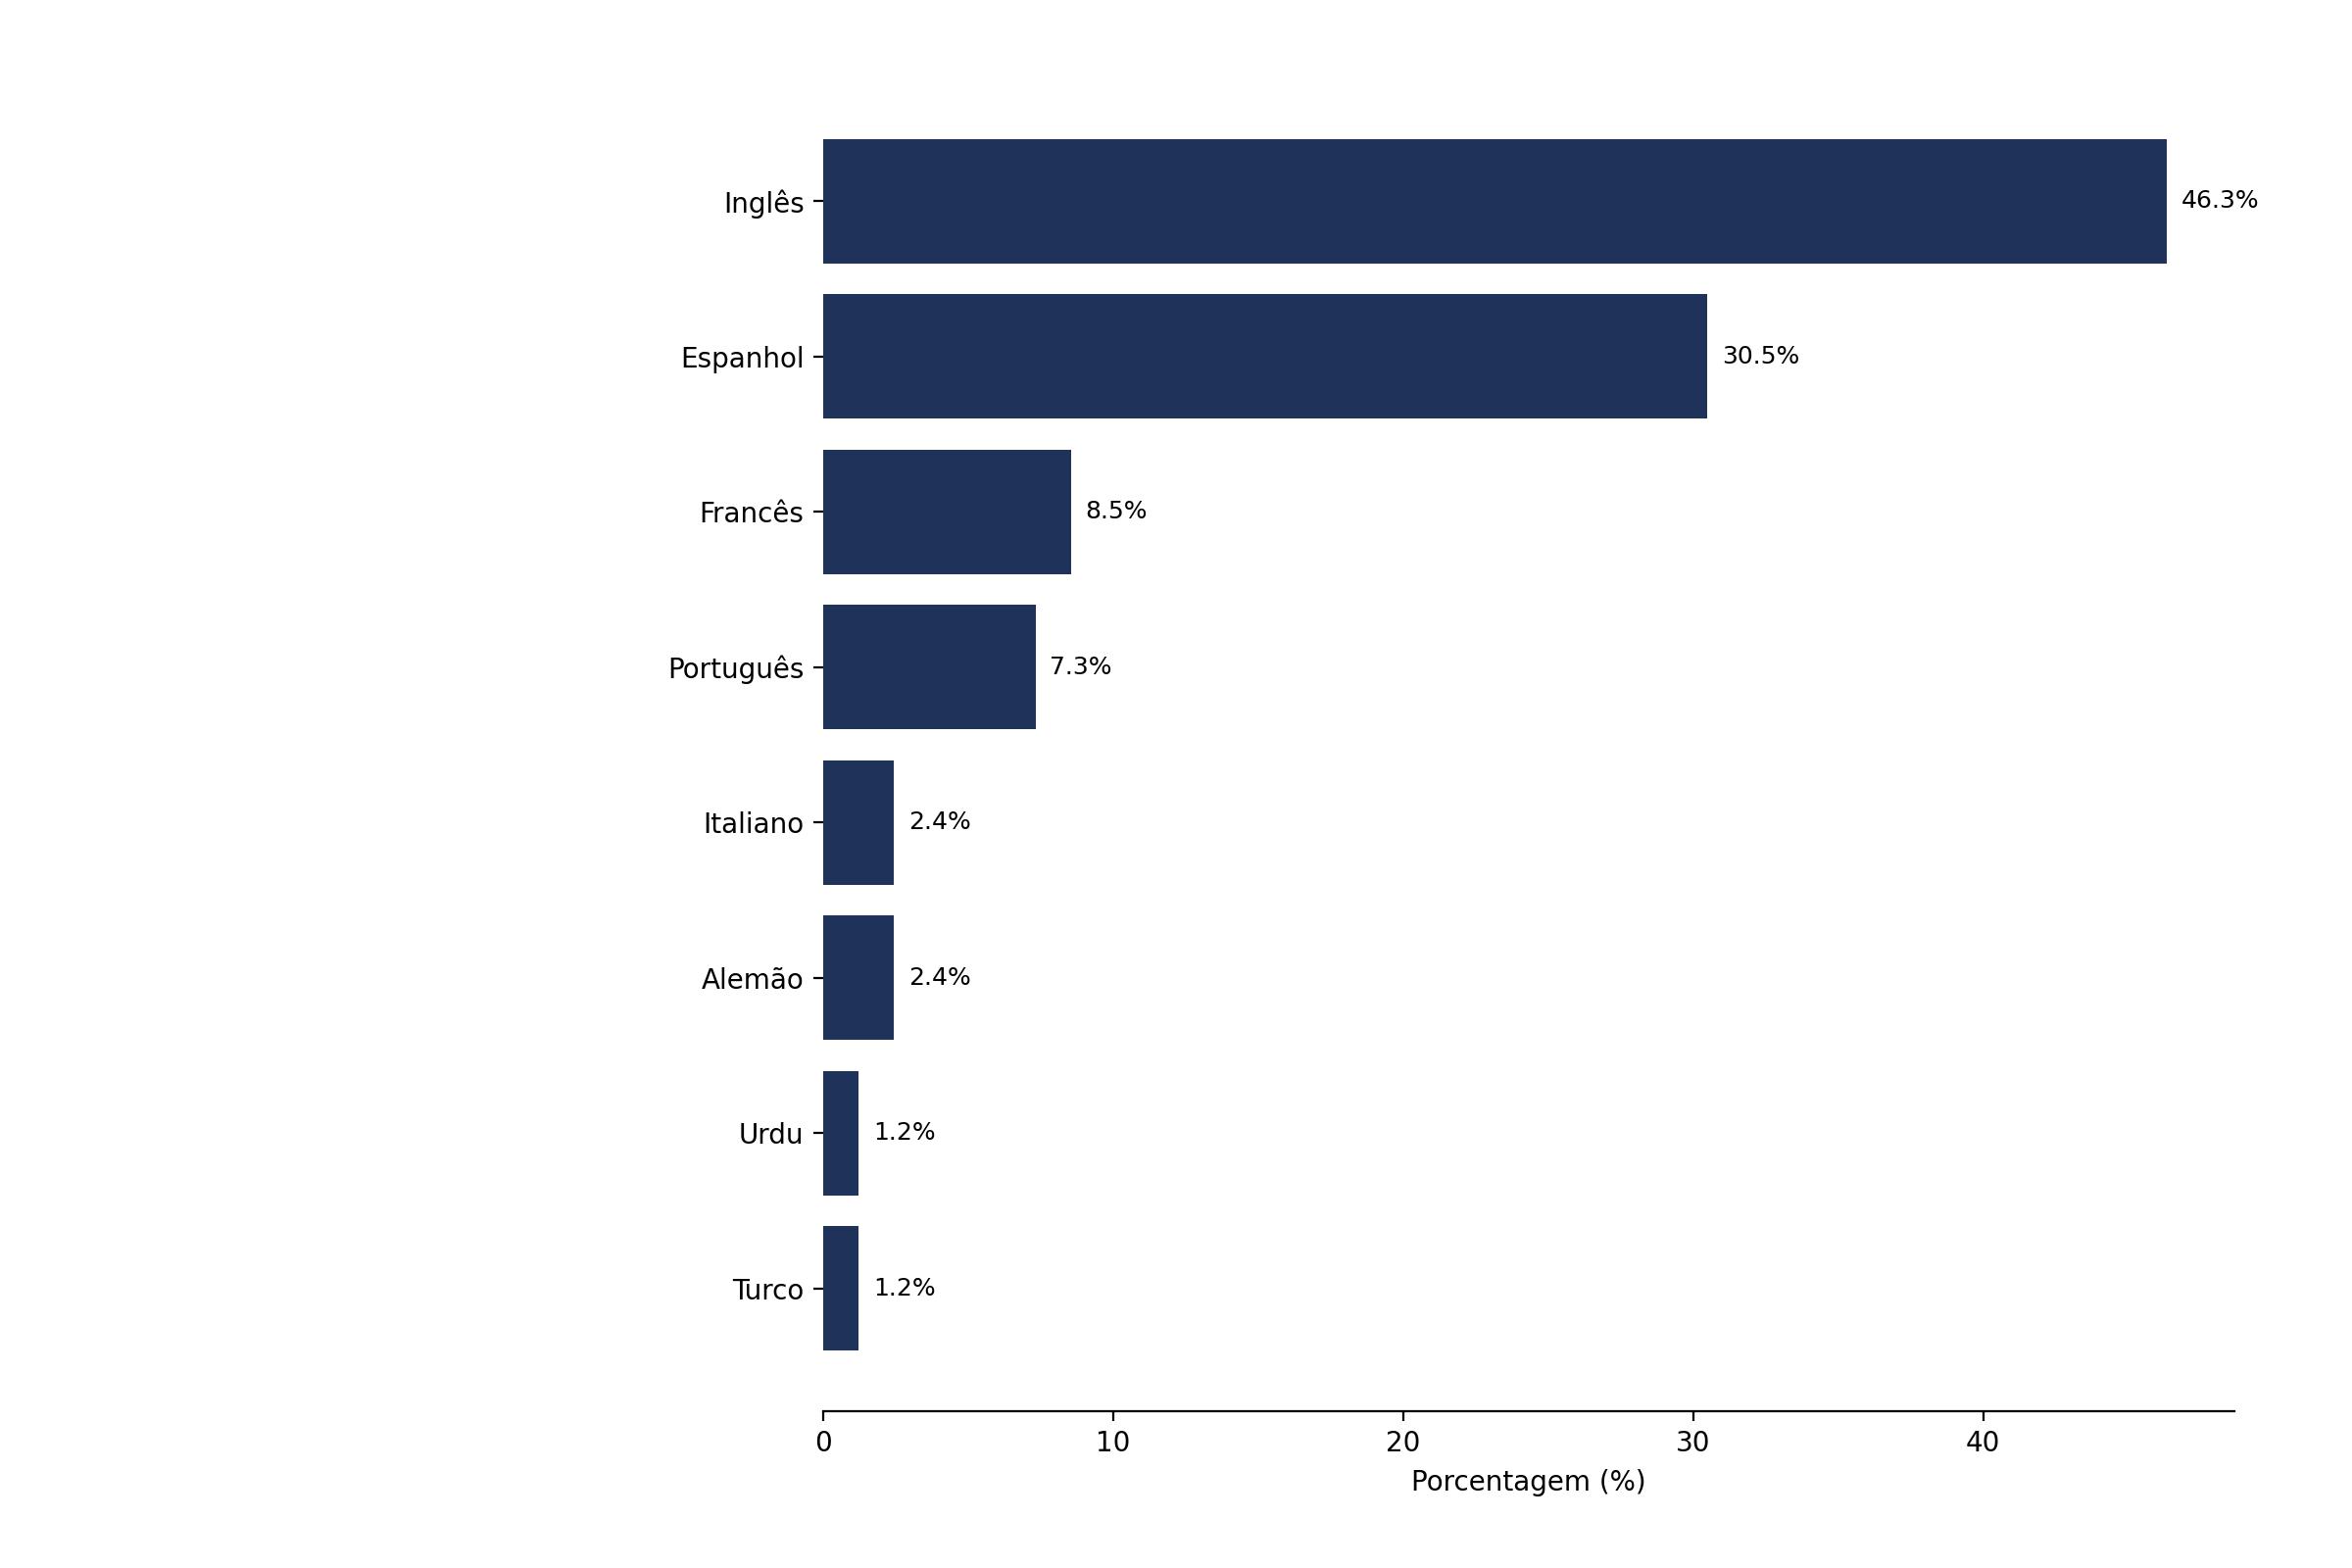 Inglês 46.3%
Espanhol 30.5%
Francês 8.5%
Português 7.3%
Italiano 2.4%
Alemão 2.4%
Urdu 1.2%
Turco 1.2%
0 10 20 30 40
Porcentagem (%)